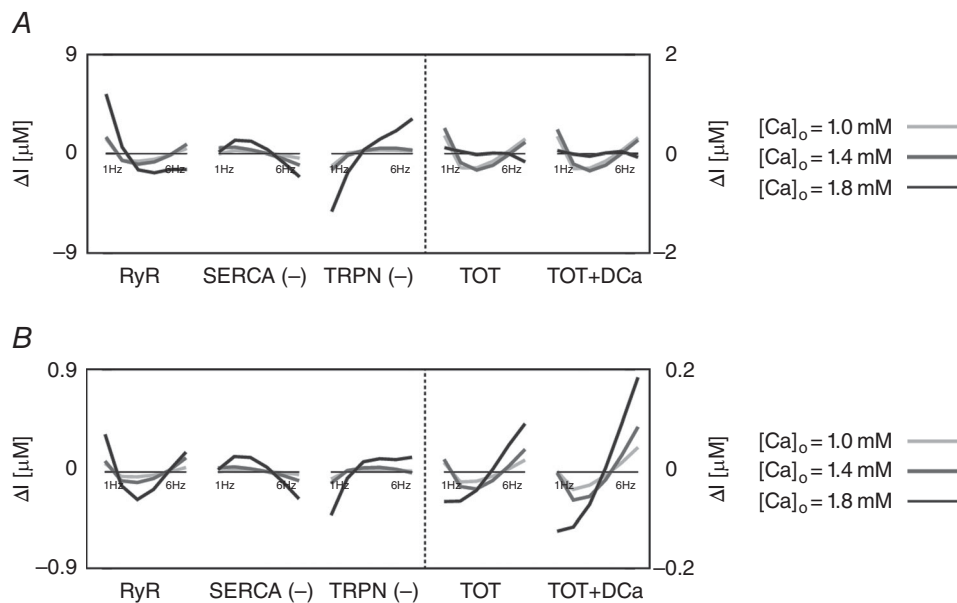 A
9
2
ΔI [μM]
0
1Hz 6Hz 1Hz 6Hz 1Hz 6Hz 1Hz 6Hz 1Hz 6Hz
0
ΔI [μM]
−9
−2
RyR SERCA (−) TRPN (−) TOT TOT+DCa
[Ca]o = 1.0 mM
[Ca]o = 1.4 mM
[Ca]o = 1.8 mM
B
0.9
0.2
ΔI [μM]
0
1Hz 6Hz 1Hz 6Hz 1Hz 6Hz 1Hz 6Hz 1Hz 6Hz
0
ΔI [μM]
−0.9
−0.2
RyR SERCA (−) TRPN (−) TOT TOT+DCa
[Ca]o = 1.0 mM
[Ca]o = 1.4 mM
[Ca]o = 1.8 mM